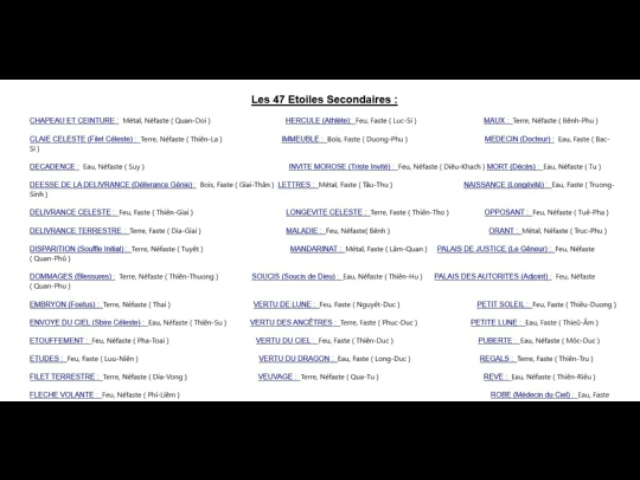 Les 47 Etoiles Secondaires :
CHAPEAU ET CEINTURE : Métal, Néfaste ( Quan-Doi ) HERCULE (Athlète) Feu, Faste ( Luc-Si ) MAUX : Terre, Néfaste ( Bênh-Phu )
CLAIE CELESTE (Filet Céleste) : Terre, Néfaste ( Thiên-La ) IMMEUBLE : Bois, Faste ( Duong-Phu ) MEDECIN (Docteur) : Eau, Faste ( Bac-
Si )
DECADENCE : Eau, Néfaste ( Suy ) INVITE MOROSE (Triste Invité) : Feu, Néfaste ( Diêu-Khach ) MORT (Décès) : Eau, Néfaste ( Tu )
DEESSE DE LA DELIVRANCE (Délivrance Génie) : Bois, Faste ( Giai-Thân ) LETTRES : Métal, Faste ( Tâu-Thu ) NAISSANCE (Longévité) : Eau, Faste ( Truong-
Sinh )
DELIVRANCE CELESTE : Feu, Faste ( Thiên-Giai ) LONGEVITE CELESTE : Terre, Faste ( Thiên-Tho ) OPPOSANT : Feu, Néfaste ( Tuê-Pha )
DELIVRANCE TERRESTRE : Terre, Faste ( Dia-Giai ) MALADIE : Feu, Néfaste( Bênh ) ORANT : Métal, Néfaste ( Truc-Phu )
DISPARITION (Souffle Initial) : Terre, Néfaste ( Tuyêt ) MANDARINAT : Métal, Faste ( Lâm-Quan ) PALAIS DE JUSTICE (Le Gêneur) : Feu, Néfaste
( Quan-Phû )
DOMMAGES (Blessures) : Terre, Néfaste ( Thiên-Thuong ) SOUCIS (Soucis de Dieu) : Eau, Néfaste ( Thiên-Hu ) PALAIS DES AUTORITES (Adjoint) : Feu, Néfaste
( Quan-Phu )
EMBRYON (Foetus) : Terre, Néfaste ( Thai ) VERTU DE LUNE : Feu, Faste ( Nguyêt-Duc ) PETIT SOLEIL : Feu, Faste ( Thiêu-Duong )
ENVOYE DU CIEL (Sbire Céleste) : Eau, Néfaste ( Thiên-Su ) VERTU DES ANCÊTRES : Terre, Faste ( Phuc-Duc ) PETITE LUNE : Eau, Faste ( Thieû-Âm )
ETOUFFEMENT : Feu, Néfaste ( Pha-Toai ) VERTU DU CIEL : Feu, Faste ( Thiên-Duc ) PUBERTE : Eau, Néfaste ( Môc-Duc )
ETUDES : Feu, Faste ( Luu-Niên ) VERTU DU DRAGON : Eau, Faste ( Long-Duc ) REGALS : Terre, Faste ( Thiên-Tru )
FILET TERRESTRE : Terre, Néfaste ( Dia-Vong ) VEUVAGE : Terre, Néfaste ( Qua-Tu ) REVE : Eau, Néfaste ( Thiên-Riêu )
FLECHE VOLANTE : Feu, Néfaste ( Phi-Liêm ) ROBE (Médecin du Ciel) : Eau, Faste